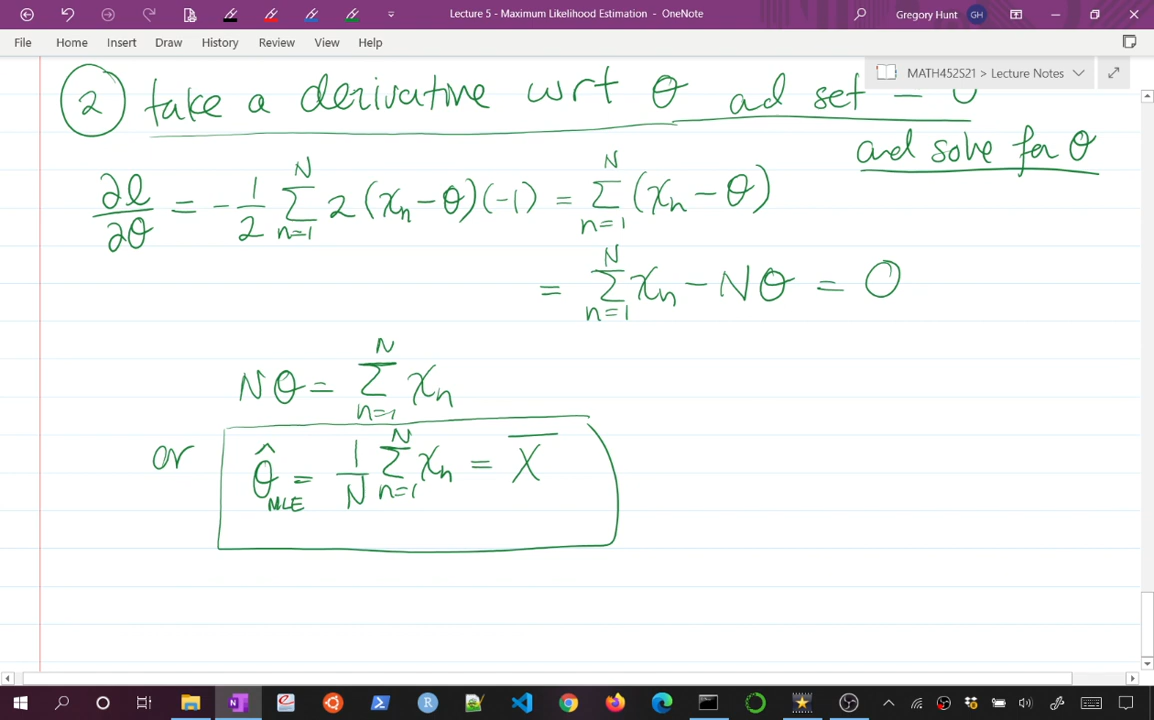 Lecture 5 - Maximum Likelihood Estimation - OneNote
Gregory Hunt GH
File Home Insert Draw History Review View Help
MATH452S21 > Lecture Notes
② take a derivative wrt θ ad set = 0
and solve for θ
∂l/∂θ = -1/2 Σ_{n=1}^{N} 2(x_n - θ)(-1) = Σ_{n=1}^{N} (x_n - θ)
= Σ_{n=1}^{N} x_n - Nθ = 0
Nθ = Σ_{n=1}^{N} x_n
or θ̂_MLE = 1/N Σ_{n=1}^{N} x_n = X̄